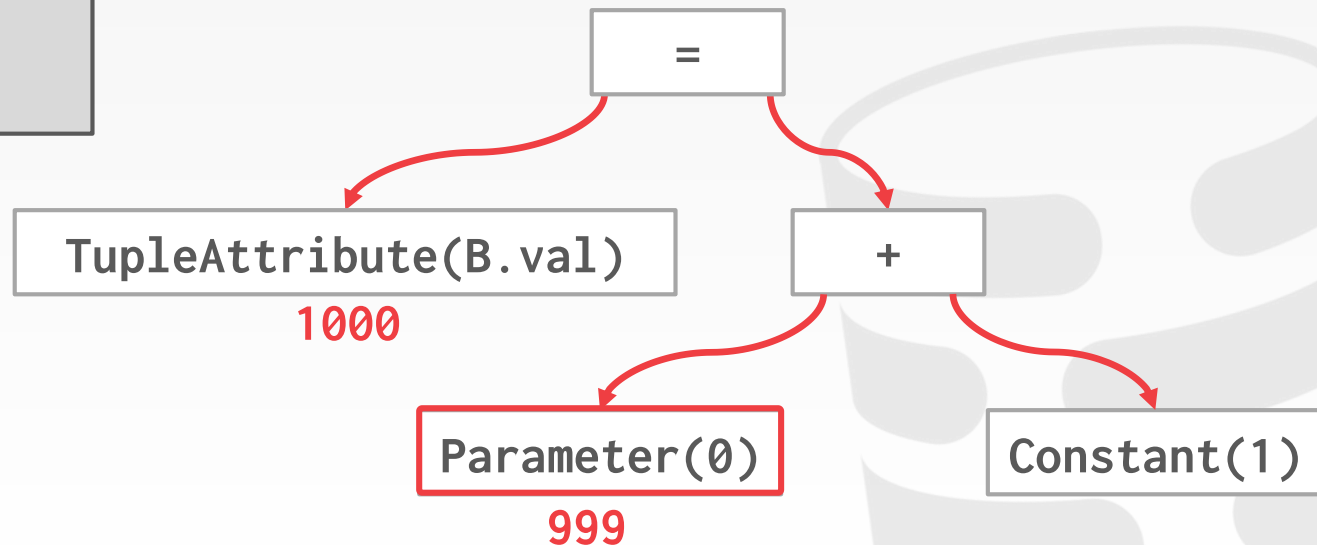 =
TupleAttribute(B.val)
+
1000
Parameter(0)
Constant(1)
999